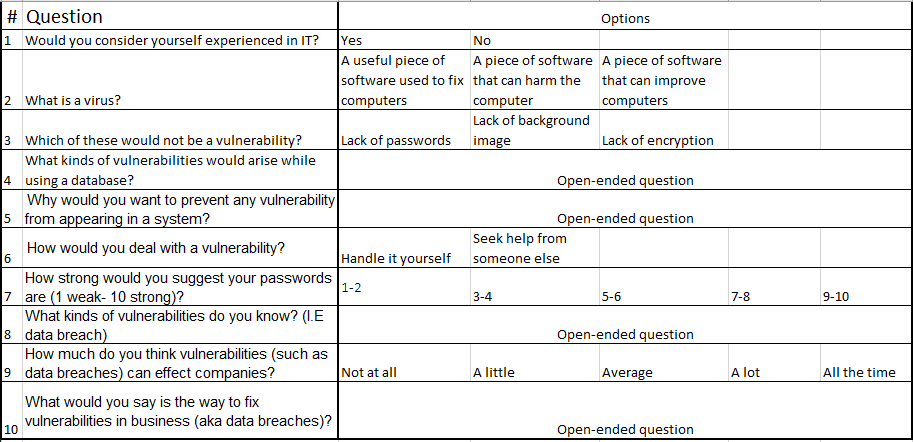 # Question Options
1 Would you consider yourself experienced in IT? Yes No
A useful piece of A piece of software A piece of software
software used to fix that can harm the that can improve
2 What is a virus? computers computer computers
Lack of background
3 Which of these would not be a vulnerability? Lack of passwords image Lack of encryption
What kinds of vulnerabilities would arise while
4 using a database? Open-ended question
Why would you want to prevent any vulnerability
5 from appearing in a system? Open-ended question
Seek help from
How would you deal with a vulnerability?
6 Handle it yourself someone else
How strong would you suggest your passwords
1-2
7 are (1 weak- 10 strong)? 3-4 5-6 7-8 9-10
What kinds of vulnerabilities do you know? (I.E
8 data breach) Open-ended question
How much do you think vulnerabilities (such as
9 data breaches) can effect companies? Not at all A little Average A lot All the time
What would you say is the way to fix
vulnerabilities in business (aka data breaches)?
10 Open-ended question